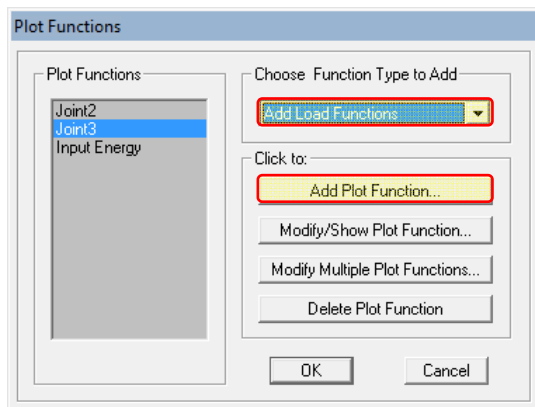 Plot Functions
Plot Functions
Joint2
Joint3
Input Energy
Choose Function Type to Add
Add Load Functions
Click to:
Add Plot Function...
Modify/Show Plot Function...
Modify Multiple Plot Functions...
Delete Plot Function
OK
Cancel